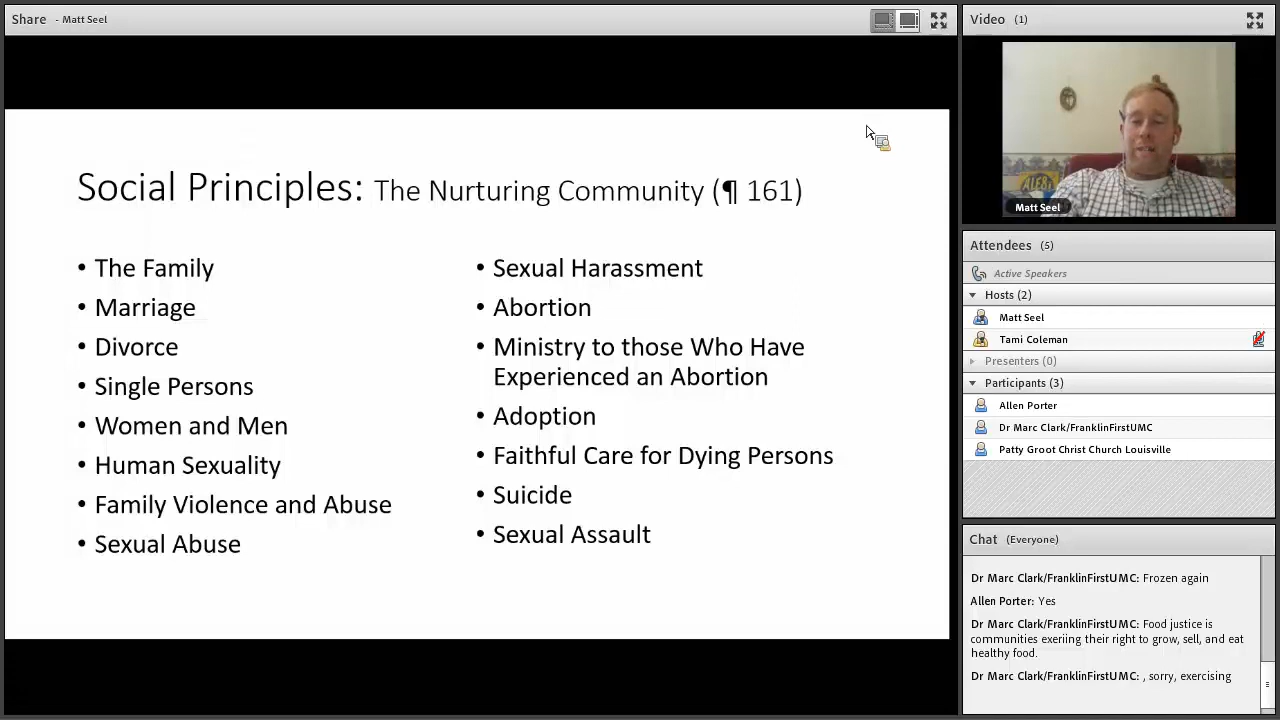 Share - Matt Seel
Social Principles: The Nurturing Community (¶ 161)
• The Family
• Marriage
• Divorce
• Single Persons
• Women and Men
• Human Sexuality
• Family Violence and Abuse
• Sexual Abuse
• Sexual Harassment
• Abortion
• Ministry to those Who Have
Experienced an Abortion
• Adoption
• Faithful Care for Dying Persons
• Suicide
• Sexual Assault
Video (1)
ALE8
Matt Seel
Attendees (5)
Active Speakers
Hosts (2)
Matt Seel
Tami Coleman
Presenters (0)
Participants (3)
Allen Porter
Dr Marc Clark/FranklinFirstUMC
Patty Groot Christ Church Louisville
Chat (Everyone)
Dr Marc Clark/FranklinFirstUMC: Frozen again
Allen Porter: Yes
Dr Marc Clark/FranklinFirstUMC: Food justice is
communities exeriing their right to grow, sell, and eat
healthy food.
Dr Marc Clark/FranklinFirstUMC: , sorry, exercising